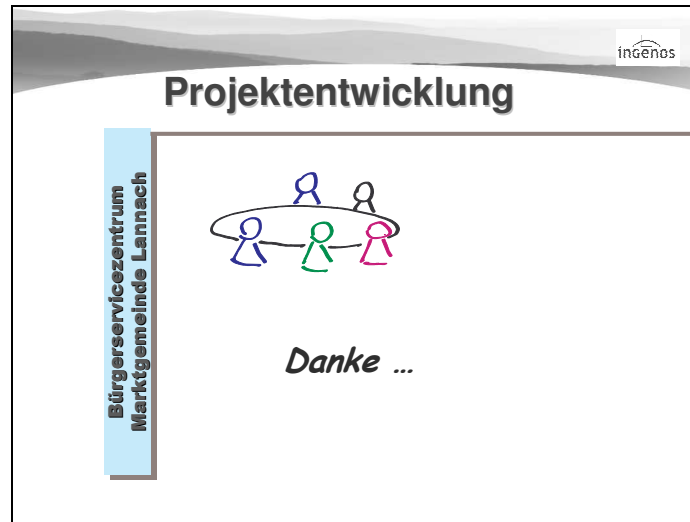 ingenos
Projektentwicklung
Bürgerservicezentrum
Marktgemeinde Lannach
Danke ...